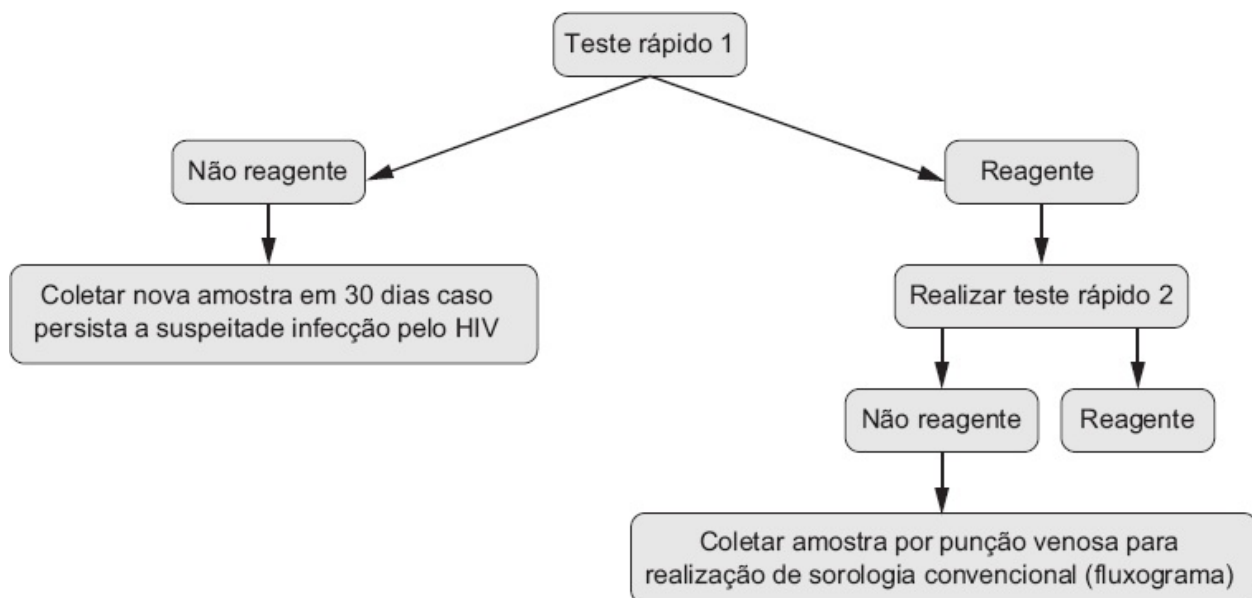 Teste rápido 1
Não reagente
Reagente
Coletar nova amostra em 30 dias caso
persista a suspeitade infecção pelo HIV
Realizar teste rápido 2
Não reagente
Reagente
Coletar amostra por punção venosa para
realização de sorologia convencional (fluxograma)